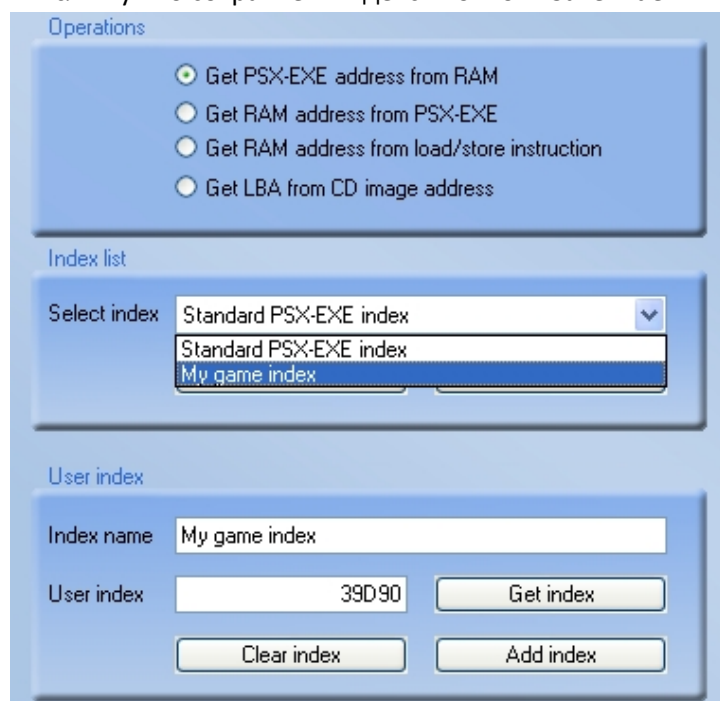 Operations
Get PSX-EXE address from RAM
Get RAM address from PSX-EXE
Get RAM address from load/store instruction
Get LBA from CD image address
Index list
Select index Standard PSX-EXE index
Standard PSX-EXE index
My game index
User index
Index name My game index
User index 39D90 Get index
Clear index Add index